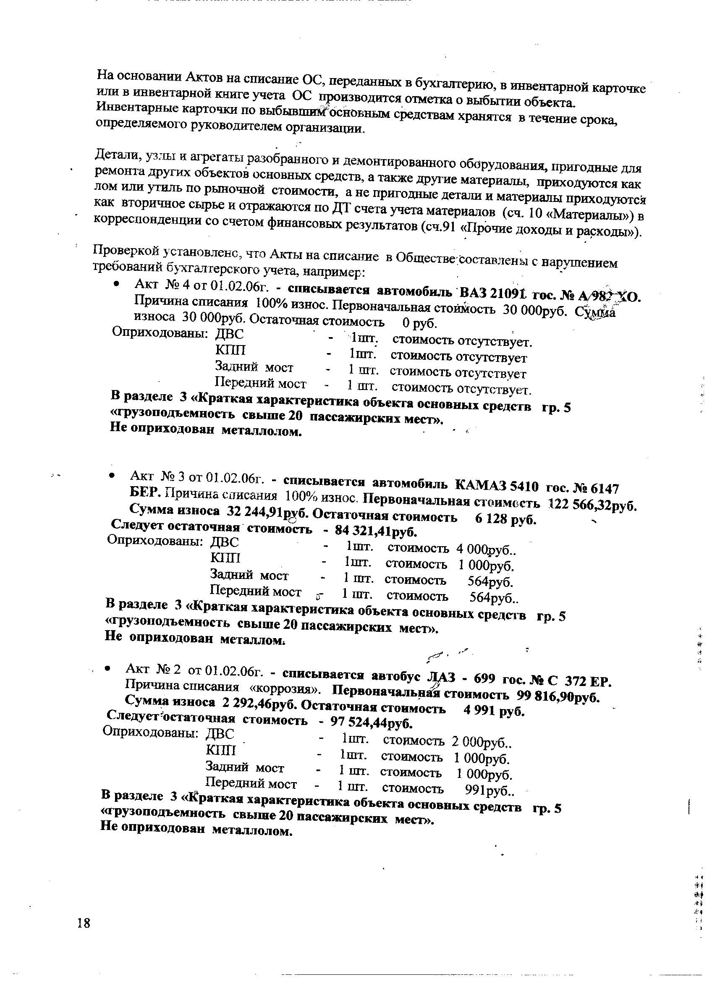 На основании Актов на списание ОС, переданных в бухгалтерию, в инвентарной карточке
или в инвентарной книге учета ОС производится отметка о выбытии объекта.
Инвентарные карточки по выбывшим основным средствам хранятся в течение срока,
определяемого руководителем организации.
Детали, узлы и агрегаты разобранного и демонтированного оборудования, пригодные для
ремонта других объектов основных средств, а также другие материалы, приходуются как
лом или утиль по рыночной стоимости, а не пригодные детали и материалы приходуются
как вторичное сырье и отражаются по ДТ счета учета материалов (сч. 10 «Материалы») в
корреспонденции со счетом финансовых результатов (сч.91 «Прочие доходы и расходы»).
Проверкой установлено, что Акты на списание в Обществе составлены с нарушением
требований бухгалтерского учета, например:
• Акт № 4 от 01.02.06г. - списывается автомобиль ВАЗ 21091 гос. № А 982 ХО.
Причина списания 100% износ. Первоначальная стоимость 30 000руб. Сумма
износа 30 000руб. Остаточная стоимость 0 руб.
Оприходованы: ДВС - 1шт. стоимость отсутствует.
КПП - 1шт. стоимость отсутствует
Задний мост - 1 шт. стоимость отсутствует
Передний мост - 1 шт. стоимость отсутствует.
В разделе 3 «Краткая характеристика объекта основных средств гр. 5
«грузоподъемность свыше 20 пассажирских мест».
Не оприходован металлолом.
• Акт № 3 от 01.02.06г. - списывается автомобиль КАМАЗ 5410 гос. № 6147
БЕР. Причина списания 100% износ. Первоначальная стоимость 122 566,32руб.
Сумма износа 32 244,91руб. Остаточная стоимость 6 128 руб.
Следует остаточная стоимость - 84 321,41руб.
Оприходованы: ДВС - 1шт. стоимость 4 000руб..
КПП - 1шт. стоимость 1 000руб.
Задний мост - 1 шт. стоимость 564руб.
Передний мост - 1 шт. стоимость 564руб..
В разделе 3 «Краткая характеристика объекта основных средств гр. 5
«грузоподъемность свыше 20 пассажирских мест».
Не оприходован металлом.
• Акт № 2 от 01.02.06г. - списывается автобус ЛАЗ - 699 гос. № С 372 ЕР.
Причина списания «коррозия». Первоначальная стоимость 99 816,90руб.
Сумма износа 2 292,46руб. Остаточная стоимость 4 991 руб.
Следует остаточная стоимость - 97 524,44руб.
Оприходованы: ДВС - 1шт. стоимость 2 000руб..
КПП - 1шт. стоимость 1 000руб.
Задний мост - 1 шт. стоимость 1 000руб.
Передний мост - 1 шт. стоимость 991руб..
В разделе 3 «Краткая характеристика объекта основных средств гр. 5
«грузоподъемность свыше 20 пассажирских мест».
Не оприходован металлолом.
18